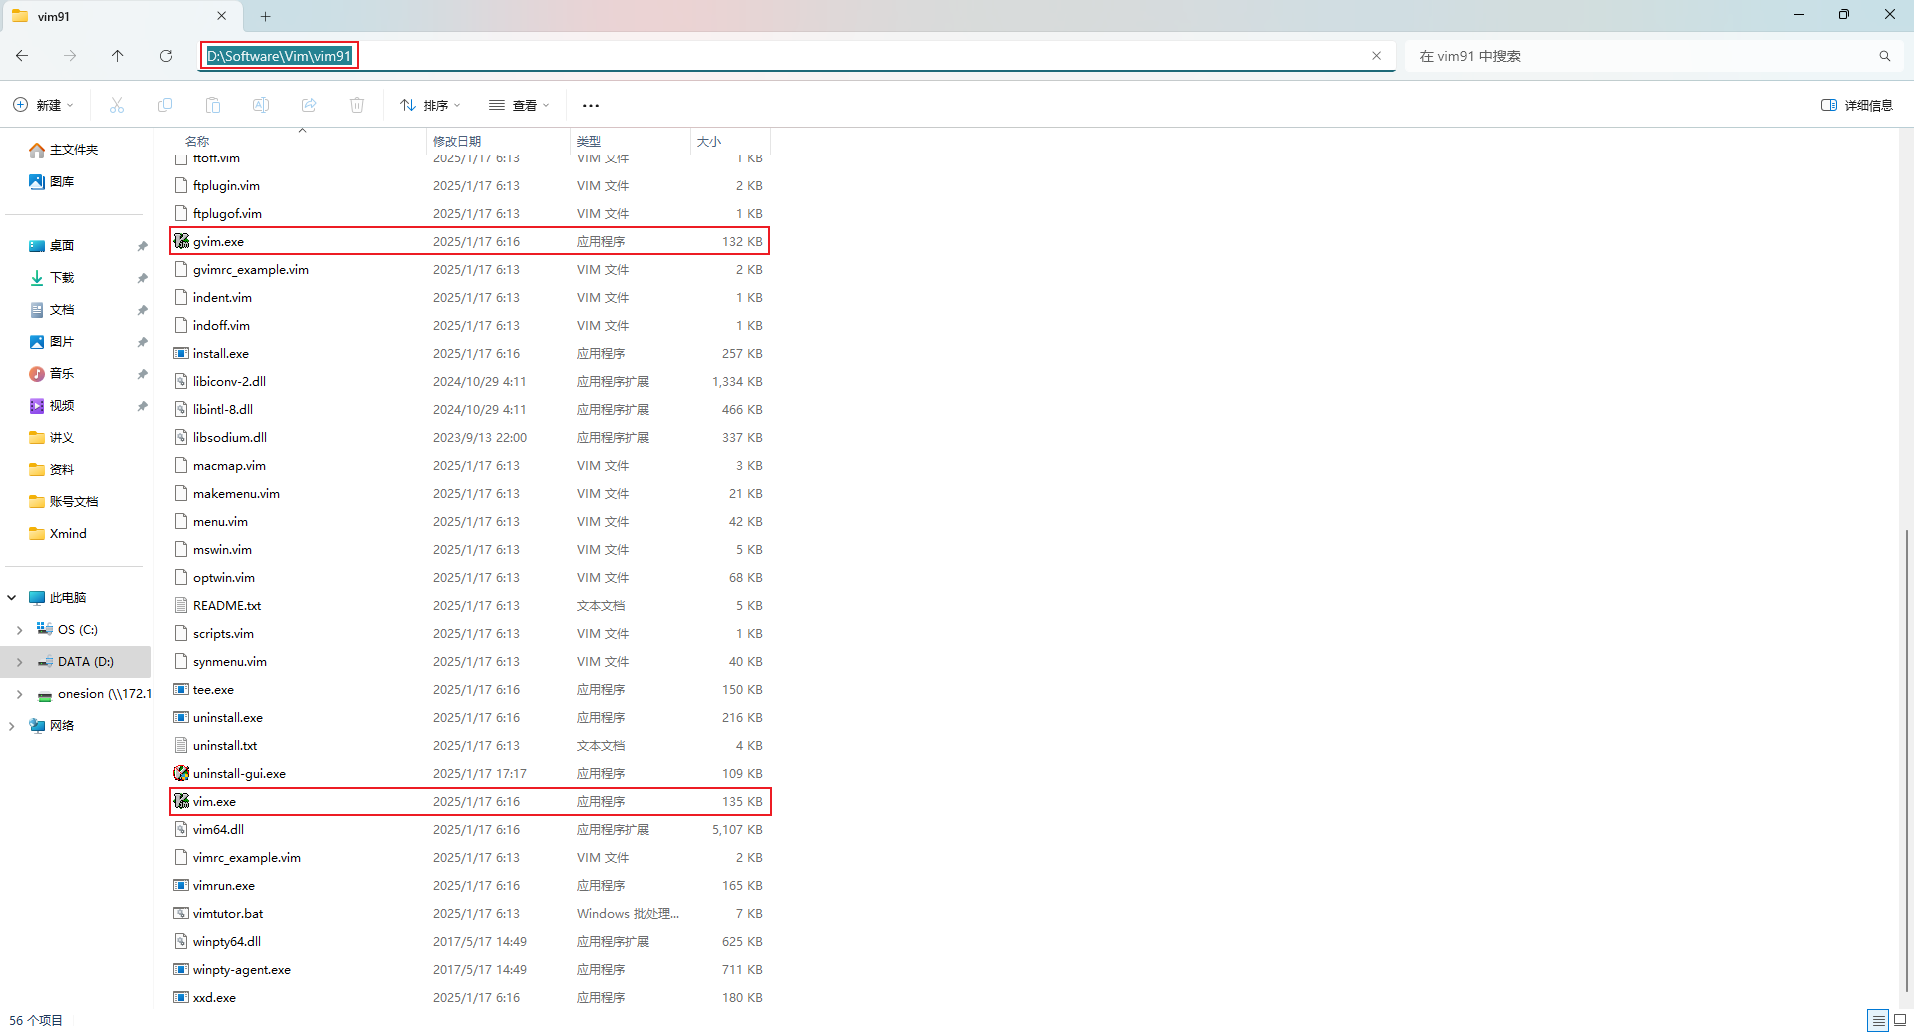 vim91
D:\Software\Vim\vim91
在 vim91 中搜索
新建
排序
查看
详细信息
主文件夹
图库
桌面
下载
文档
图片
音乐
视频
讲义
资料
账号文档
Xmind
此电脑
OS (C:)
DATA (D:)
onesion (\\172.1
网络
名称 修改日期 类型 大小
ftoff.vim 2025/1/17 6:13 VIM 文件 1 KB
ftplugin.vim 2025/1/17 6:13 VIM 文件 2 KB
ftplugof.vim 2025/1/17 6:13 VIM 文件 1 KB
gvim.exe 2025/1/17 6:16 应用程序 132 KB
gvimrc_example.vim 2025/1/17 6:13 VIM 文件 2 KB
indent.vim 2025/1/17 6:13 VIM 文件 1 KB
indoff.vim 2025/1/17 6:13 VIM 文件 1 KB
install.exe 2025/1/17 6:16 应用程序 257 KB
libiconv-2.dll 2024/10/29 4:11 应用程序扩展 1,334 KB
libintl-8.dll 2024/10/29 4:11 应用程序扩展 466 KB
libsodium.dll 2023/9/13 22:00 应用程序扩展 337 KB
macmap.vim 2025/1/17 6:13 VIM 文件 3 KB
makemenu.vim 2025/1/17 6:13 VIM 文件 21 KB
menu.vim 2025/1/17 6:13 VIM 文件 42 KB
mswin.vim 2025/1/17 6:13 VIM 文件 5 KB
optwin.vim 2025/1/17 6:13 VIM 文件 68 KB
README.txt 2025/1/17 6:13 文本文档 5 KB
scripts.vim 2025/1/17 6:13 VIM 文件 1 KB
synmenu.vim 2025/1/17 6:13 VIM 文件 40 KB
tee.exe 2025/1/17 6:16 应用程序 150 KB
uninstall.exe 2025/1/17 6:16 应用程序 216 KB
uninstall.txt 2025/1/17 6:13 文本文档 4 KB
uninstall-gui.exe 2025/1/17 17:17 应用程序 109 KB
vim.exe 2025/1/17 6:16 应用程序 135 KB
vim64.dll 2025/1/17 6:16 应用程序扩展 5,107 KB
vimrc_example.vim 2025/1/17 6:13 VIM 文件 2 KB
vimrun.exe 2025/1/17 6:16 应用程序 165 KB
vimtutor.bat 2025/1/17 6:13 Windows 批处理... 7 KB
winpty64.dll 2017/5/17 14:49 应用程序扩展 625 KB
winpty-agent.exe 2017/5/17 14:49 应用程序 711 KB
xxd.exe 2025/1/17 6:16 应用程序 180 KB
56 个项目